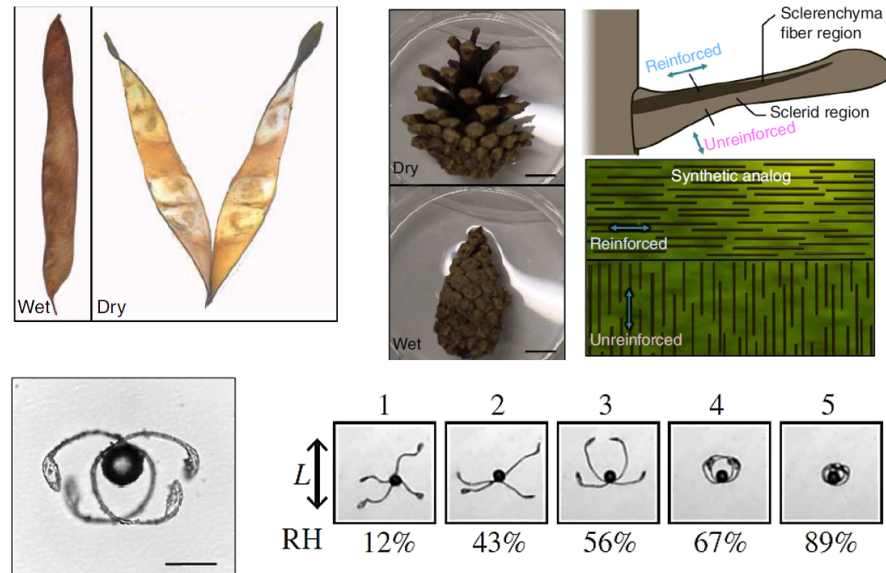 Wet
Dry
Dry
Wet
Sclerenchyma
fiber region
Reinforced
Sclerid region
Unreinforced
Synthetic analog
Reinforced
Unreinforced
1 2 3 4 5
L
RH 12% 43% 56% 67% 89%